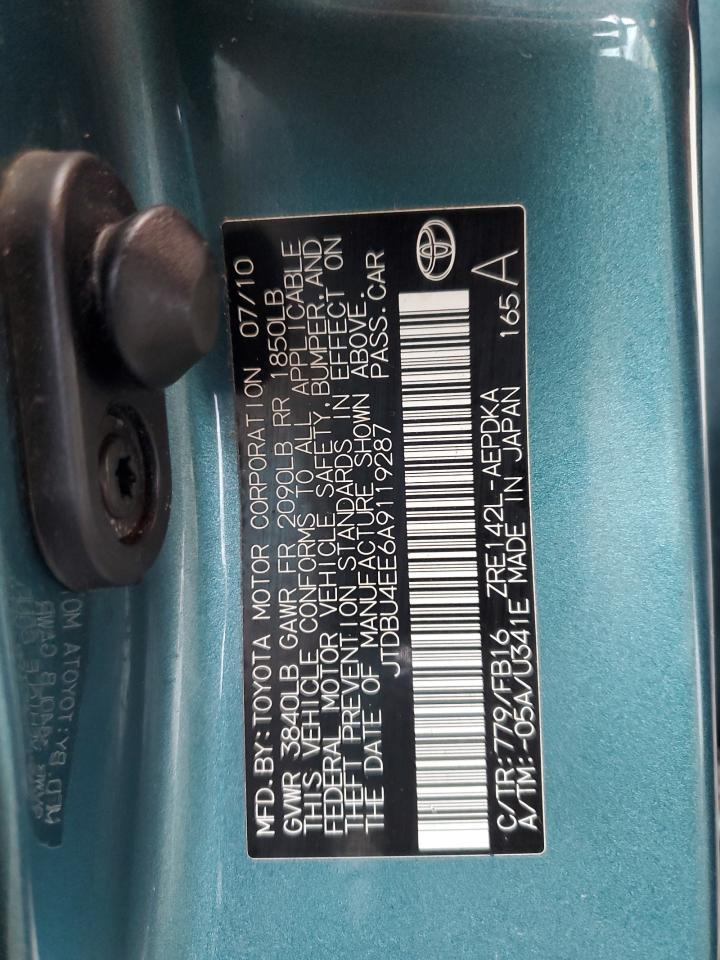 MFD.BY:TOYOTA MOTOR CORPORATION 07/10
GVWR 3840LB GAWR FR 2090LB RR 1850LB
THIS VEHICLE CONFORMS TO ALL APPLICABLE
FEDERAL MOTOR VEHICLE SAFETY,BUMPER,AND
THEFT PREVENTION STANDARDS IN EFFECT ON
THE DATE OF MANUFACTURE SHOWN ABOVE.
JTDBU4EE6A9119287 PASS.CAR
C/TR:779/FB16 ZRE142L-AEPDKA 165 A
A/TM:-05A/U341E MADE IN JAPAN